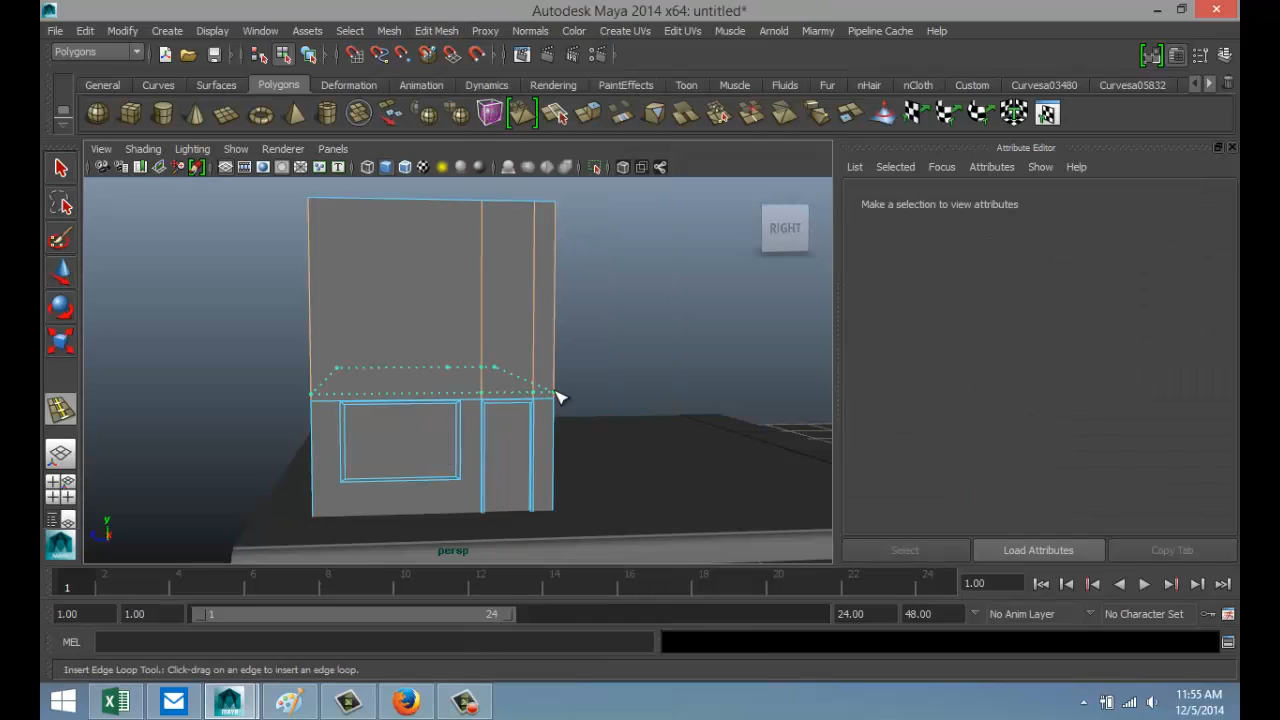 Autodesk Maya 2014 x64: untitled*
File Edit Modify Create Display Window Assets Select Mesh Edit Mesh Proxy Normals Color Create UVs Edit UVs Muscle Arnold Miarmy Pipeline Cache Help
Polygons
General Curves Surfaces Polygons Deformation Animation Dynamics Rendering PaintEffects Toon Muscle Fluids Fur nHair nCloth Custom Curvesa03480 Curvesa05832
View Shading Lighting Show Renderer Panels
Attribute Editor
List Selected Focus Attributes Show Help
Make a selection to view attributes
RIGHT
y
persp
Select Load Attributes Copy Tab
1 2 4 6 8 10 12 14 16 18 20 22 24 1.00
1.00 1.00 1 24 24.00 48.00 No Anim Layer No Character Set
MEL
Insert Edge Loop Tool.: Click-drag on an edge to insert an edge loop.
11:55 AM
12/5/2014